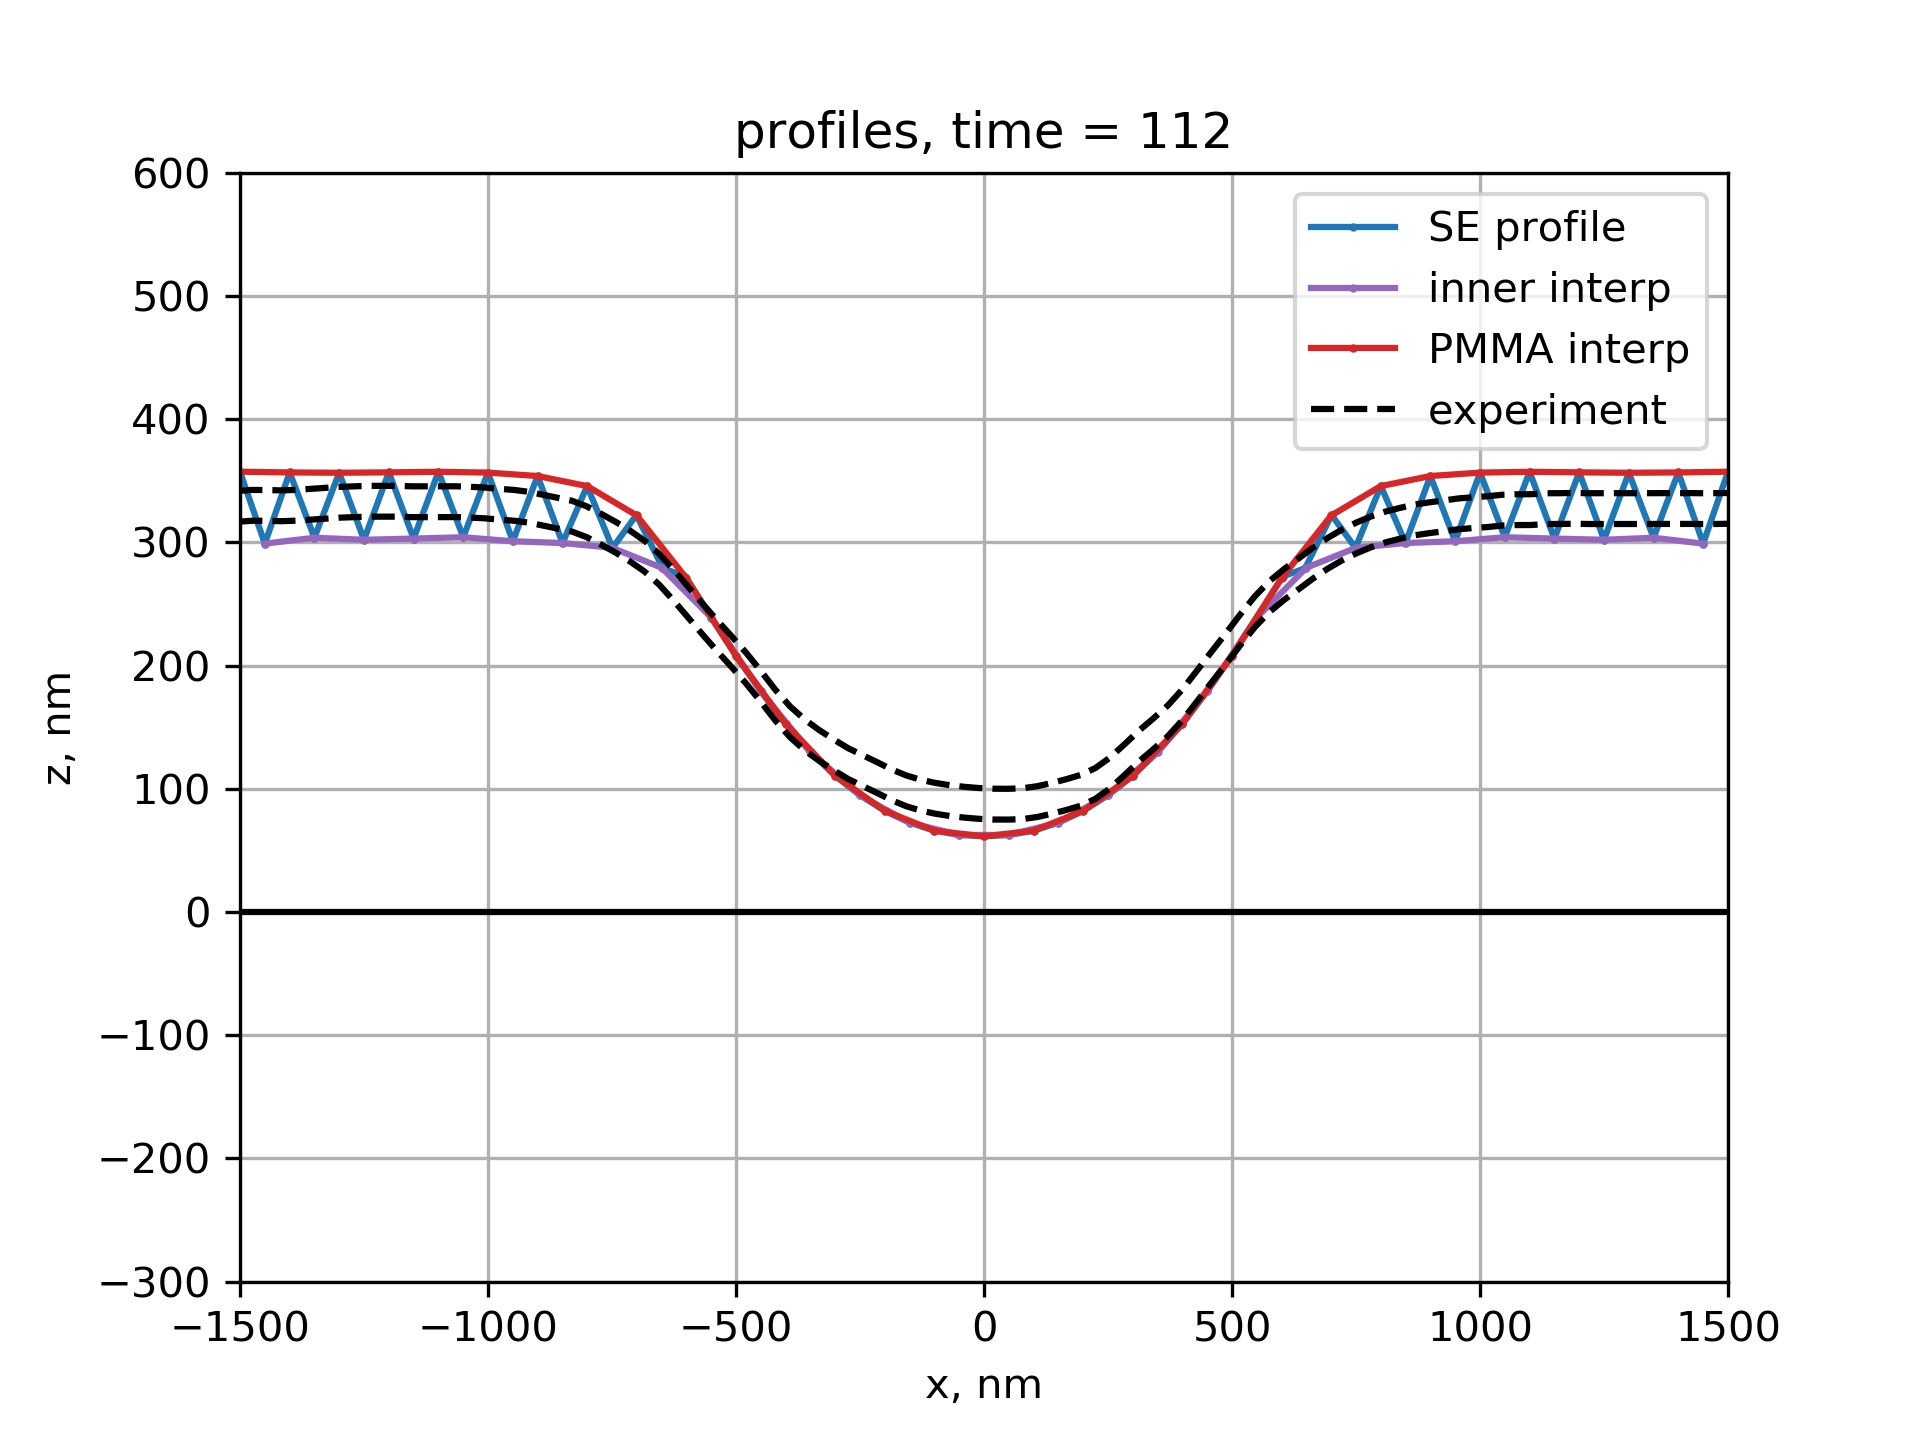 profiles, time = 112
600
500
400
300
200
100
0
−100
−200
−300
z, nm
SE profile
inner interp
PMMA interp
experiment
−1500 −1000 −500 0 500 1000 1500
x, nm